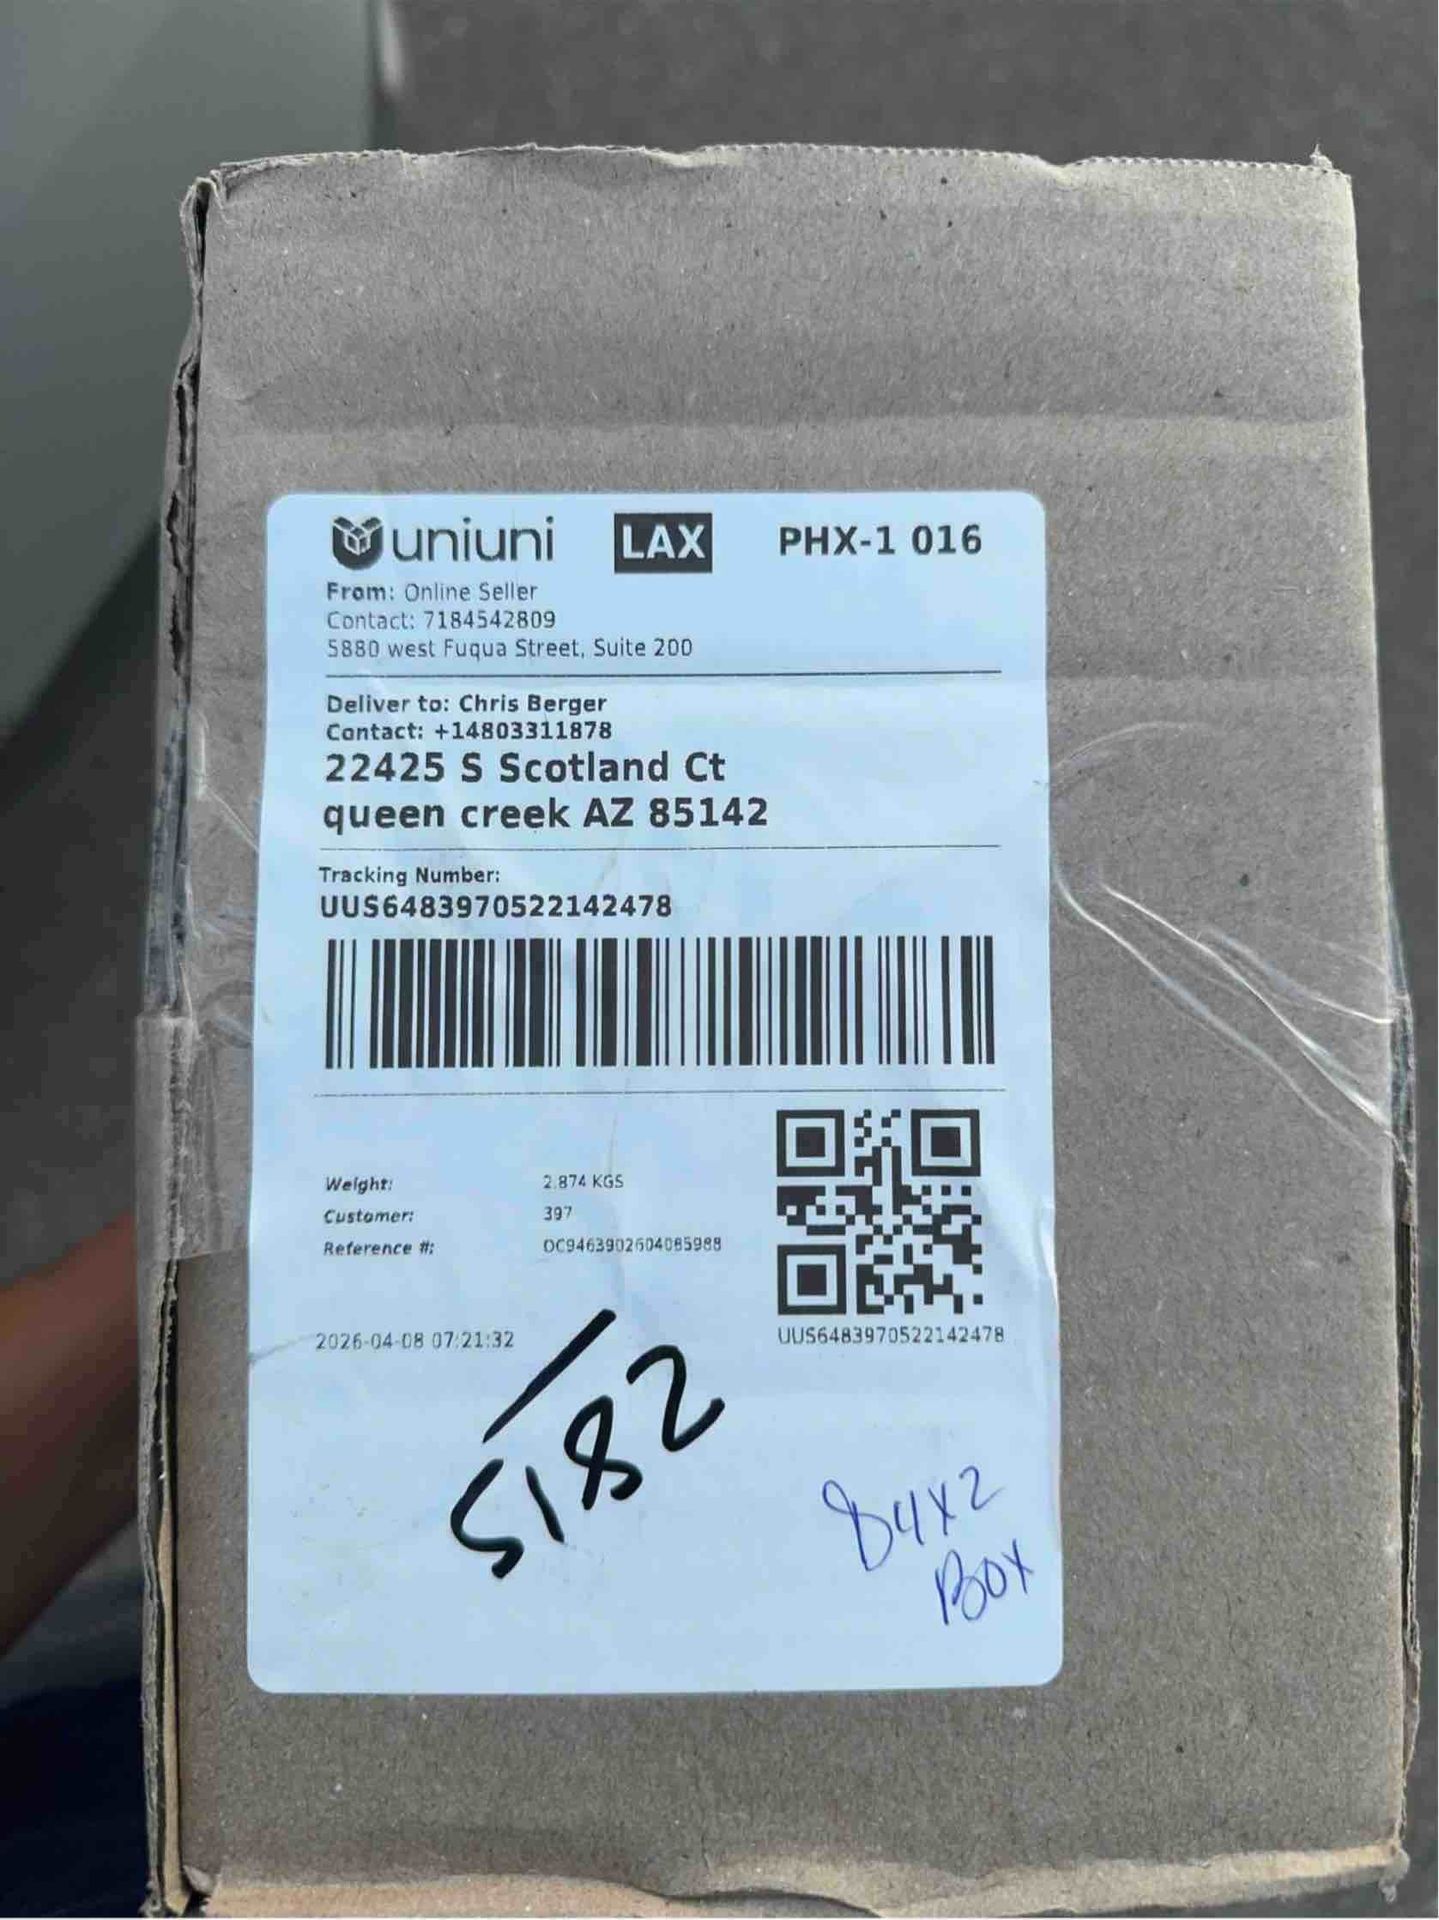 uniuni LAX PHX-1 016
From: Online Seller
Contact: 7184542809
5880 west Fuqua Street, Suite 200
Deliver to: Chris Berger
Contact: +14803311878
22425 S Scotland Ct
queen creek AZ 85142
Tracking Number:
UUS6483970522142478
Weight: 2.874 KGS
Customer: 397
Reference #: OC9463902604085988
2026-04-08 07:21:32
UUS6483970522142478
5182
84x2
BOX